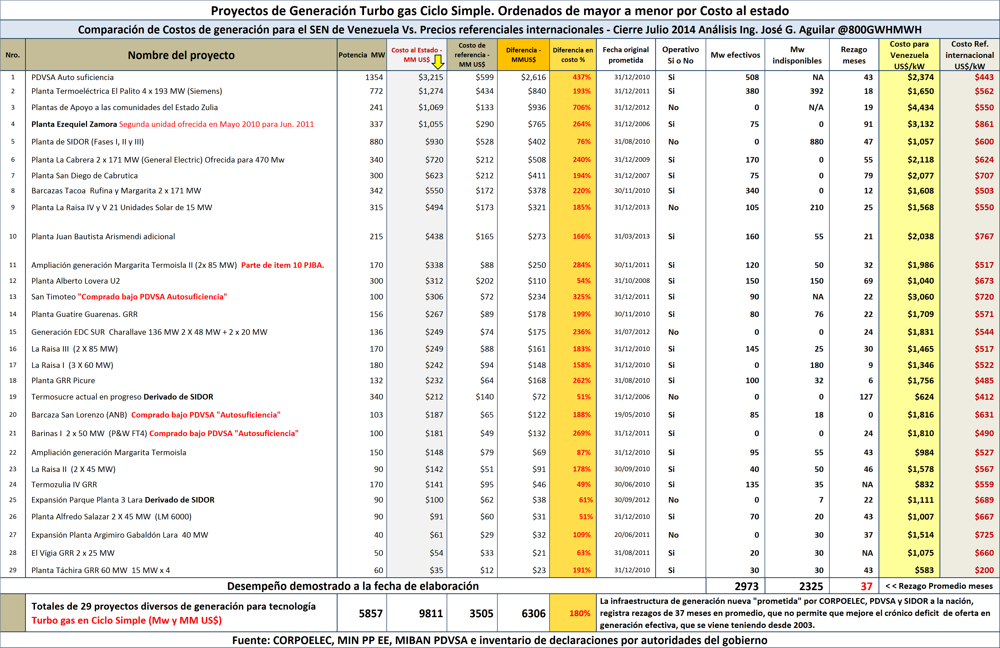 Proyectos de Generación Turbo gas Ciclo Simple. Ordenados de mayor a menor por Costo al estado
Comparación de Costos de generación para el SEN de Venezuela Vs. Precios referenciales internacionales - Cierre Julio 2014 Análisis Ing. José G. Aguilar @800GWHMWH
Nro. Nombre del proyecto Potencia MW Costo al Estado - MM US$ Costo de referencia - MM US$ Diferencia - MMUS$ Diferencia en costo % Fecha original prometida Operativo Si o No Mw efectivos Mw indisponibles Rezago meses Costo para Venezuela US$/kW Costo Ref. internacional US$/kW
1 PDVSA Auto suficiencia 1354 $3,215 $599 $2,616 437% 31/12/2010 Si 508 NA 43 $2,374 $443
2 Planta Termoeléctrica El Palito 4 x 193 MW (Siemens) 772 $1,274 $434 $840 193% 31/12/2011 Si 380 392 18 $1,650 $562
3 Plantas de Apoyo a las comunidades del Estado Zulia 241 $1,069 $133 $936 706% 31/12/2012 No 0 N/A 19 $4,434 $550
4 Planta Ezequiel Zamora Segunda unidad ofrecida en Mayo 2010 para Jun. 2011 337 $1,055 $290 $765 264% 31/12/2006 Si 75 0 91 $3,132 $861
5 Planta de SIDOR (Fases I, II y III) 880 $930 $528 $402 76% 31/08/2010 No 0 880 47 $1,057 $600
6 Planta La Cabrera 2 x 171 MW (General Electric) Ofrecida para 470 Mw 340 $720 $212 $508 240% 31/12/2009 Si 170 0 55 $2,118 $624
7 Planta San Diego de Cabrutica 300 $623 $212 $411 194% 31/12/2007 Si 75 0 79 $2,077 $707
8 Barcazas Tacoa Rufina y Margarita 2 x 171 MW 342 $550 $172 $378 220% 30/11/2010 Si 340 0 12 $1,608 $503
9 Planta La Raisa IV y V 21 Unidades Solar de 15 MW 315 $494 $173 $321 185% 31/12/2013 No 105 210 25 $1,568 $550
10 Planta Juan Bautista Arismendi adicional 215 $438 $165 $273 166% 31/03/2013 Si 160 55 21 $2,038 $767
11 Ampliación generación Margarita Termoisla II (2x 85 MW) Parte de item 10 PJBA. 170 $338 $88 $250 284% 30/11/2011 Si 120 50 32 $1,986 $517
12 Planta Alberto Lovera U2 300 $312 $202 $110 54% 31/10/2008 Si 150 150 69 $1,040 $673
13 San Timoteo "Comprado bajo PDVSA Autosuficiencia" 100 $306 $72 $234 325% 31/12/2011 Si 90 NA 22 $3,060 $720
14 Planta Guatire Guarenas. GRR 156 $267 $89 $178 199% 30/11/2010 Si 80 76 22 $1,709 $571
15 Generación EDC SUR Charallave 136 MW 2 X 48 MW + 2 x 20 MW 136 $249 $74 $175 236% 31/07/2012 No 0 0 24 $1,831 $544
16 La Raisa III (2 X 85 MW) 170 $249 $88 $161 183% 31/12/2010 Si 145 25 30 $1,465 $517
17 La Raisa I (3 X 60 MW) 180 $242 $94 $148 158% 31/12/2010 Si 0 180 9 $1,346 $522
18 Planta GRR Picure 132 $232 $64 $168 262% 31/08/2010 Si 100 32 6 $1,756 $485
19 Termosucre actual en progreso Derivado de SIDOR 340 $212 $140 $72 51% 31/12/2006 No 0 0 127 $624 $412
20 Barcaza San Lorenzo (ANB) Comprado bajo PDVSA "Autosuficiencia" 103 $187 $65 $122 188% 19/05/2010 Si 85 18 0 $1,816 $631
21 Barinas I 2 x 50 MW (P&W FT4) Comprado bajo PDVSA "Autosuficiencia" 100 $181 $49 $132 269% 31/12/2011 Si 0 0 24 $1,810 $490
22 Ampliación generación Margarita Termoisla 150 $148 $79 $69 87% 31/12/2010 Si 95 55 43 $984 $527
23 La Raisa II (2 X 45 MW) 90 $142 $51 $91 178% 30/09/2010 Si 40 50 46 $1,578 $567
24 Termozulia IV GRR 170 $141 $95 $46 49% 30/06/2010 Si 135 35 NA $832 $559
25 Expansión Parque Planta 3 Lara Derivado de SIDOR 90 $100 $62 $38 61% 30/09/2012 No 0 7 22 $1,111 $689
26 Planta Alfredo Salazar 2 X 45 MW (LM 6000) 90 $91 $60 $31 51% 31/12/2010 Si 70 20 43 $1,007 $667
27 Expansión Planta Argimiro Gabaldón Lara 40 MW 40 $61 $29 $32 109% 20/06/2011 No 0 30 37 $1,514 $725
28 El Vígia GRR 2 x 25 MW 50 $54 $33 $21 63% 31/08/2011 Si 20 30 NA $1,075 $660
29 Planta Táchira GRR 60 MW 15 MW x 4 60 $35 $12 $23 191% 31/12/2010 Si 30 30 43 $583 $200
Desempeño demostrado a la fecha de elaboración 2973 2325 37 < < Rezago Promedio meses
Totales de 29 proyectos diversos de generación para tecnología
Turbo gas en Ciclo Simple (Mw y MM US$) 5857 9811 3505 6306 180%
La infraestructura de generación nueva "prometida" por CORPOELEC, PDVSA y SIDOR a la nación,
registra rezagos de 37 meses en promedio, que no permite que mejore el crónico deficit de oferta en
generación efectiva, que se viene teniendo desde 2003.
Fuente: CORPOELEC, MIN PP EE, MIBAN PDVSA e inventario de declaraciones por autoridades del gobierno